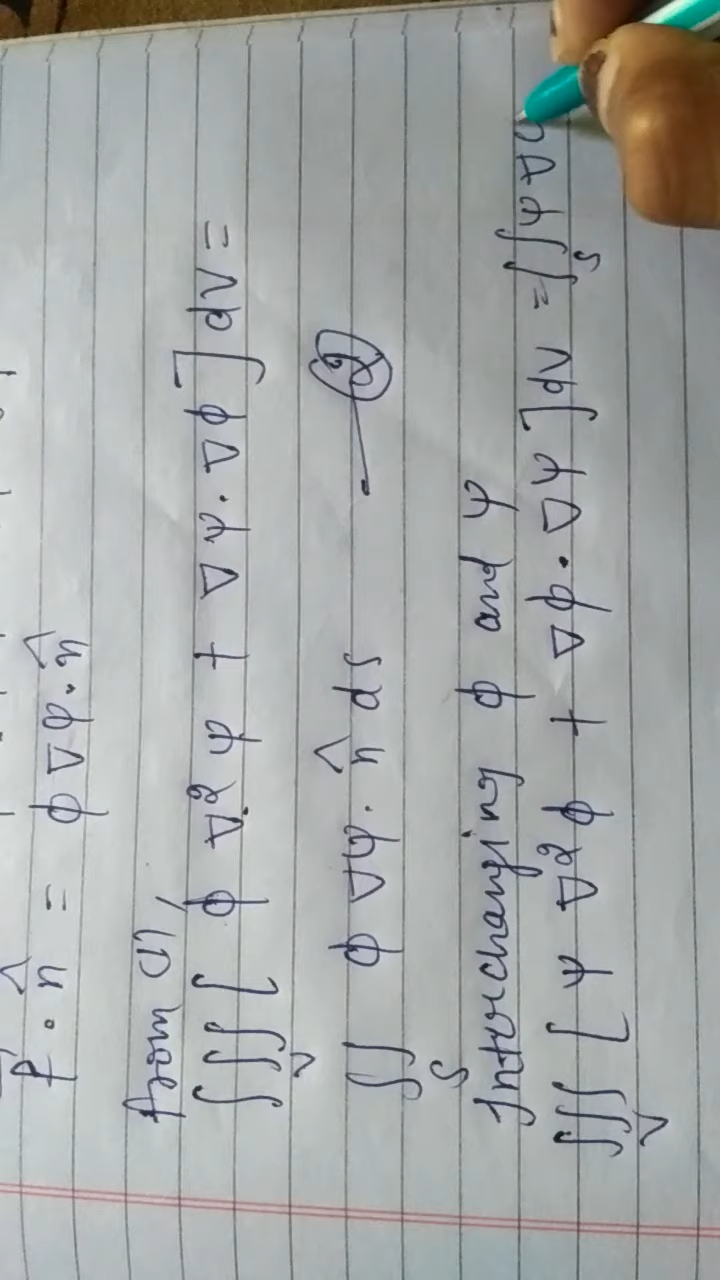 F̂ · n̂ = φ ∇ψ · n̂
from (1),
∭_V [φ ∇²ψ + ∇ψ · ∇φ] dV =
∬_S φ ∇ψ · n̂ ds — ②
Interchanging φ and ψ
∭_V [ψ ∇²φ + ∇φ · ∇ψ] dV = ∬_S ψ ∇